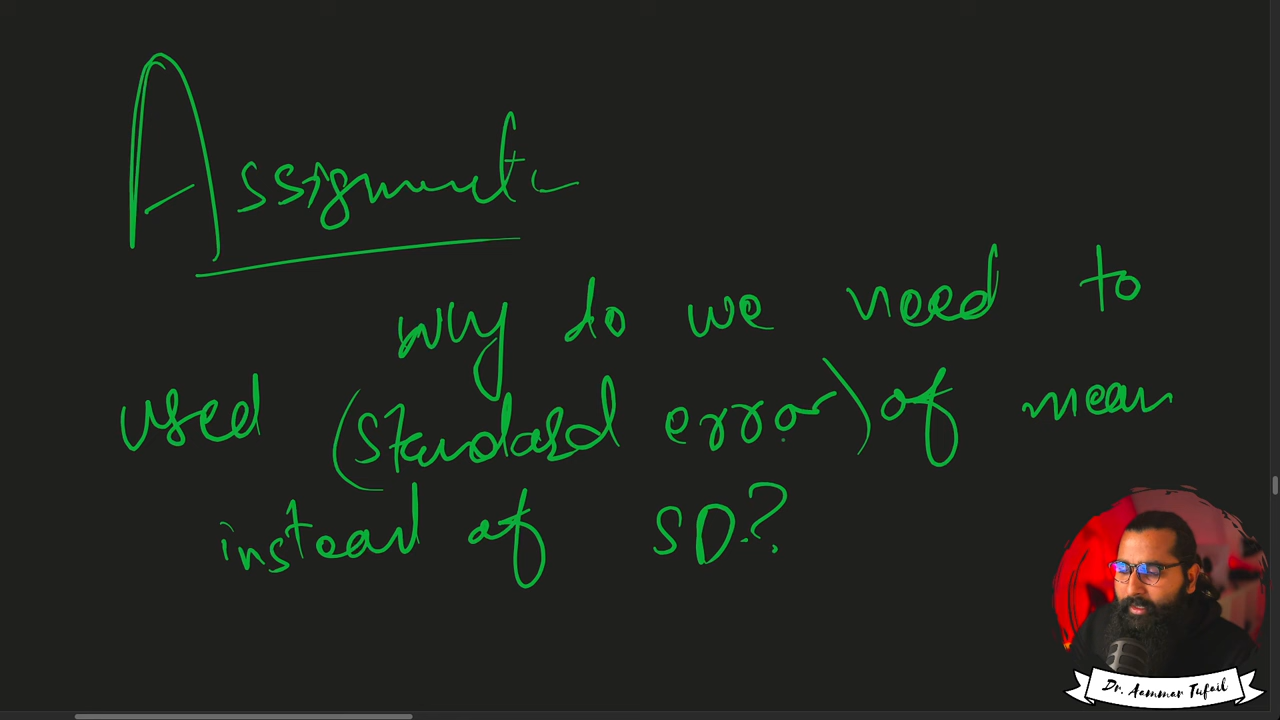 Assignment
why do we need to
used (standard error) of mean
instead of SD.?
Dr. Aammar Tufail